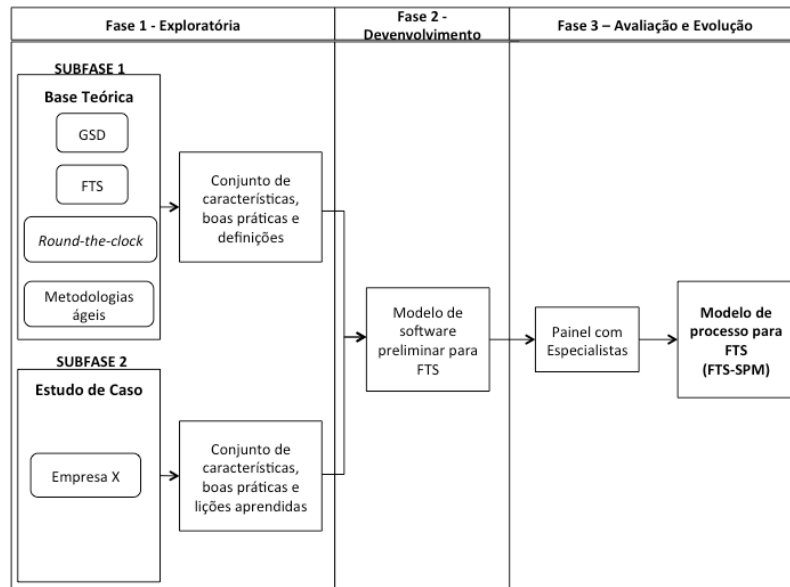 Fase 1 - Exploratória
Fase 2 -
Devenvolvimento
Fase 3 – Avaliação e Evolução
SUBFASE 1
Base Teórica
GSD
FTS
Round-the-clock
Metodologias
ágeis
Conjunto de
características,
boas práticas e
definições
SUBFASE 2
Estudo de Caso
Empresa X
Conjunto de
características,
boas práticas e
lições aprendidas
Modelo de
software
preliminar para
FTS
Painel com
Especialistas
Modelo de
processo para
FTS
(FTS-SPM)